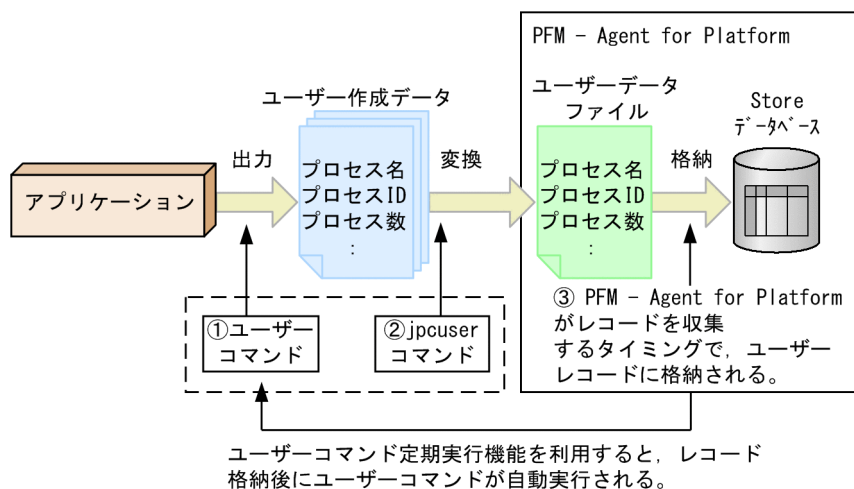 PFM - Agent for Platform
ユーザー作成データ
ユーザーデータ
ファイル
Store
ﾃﾞｰﾀﾍﾞｰｽ
出力
変換
格納
アプリケーション
プロセス名
プロセスID
プロセス数
:
プロセス名
プロセスID
プロセス数
:
①ユーザー
コマンド
②jpcuser
コマンド
③ PFM - Agent for Platform
がレコードを収集
するタイミングで，ユーザー
レコードに格納される。
ユーザーコマンド定期実行機能を利用すると，レコード
格納後にユーザーコマンドが自動実行される。